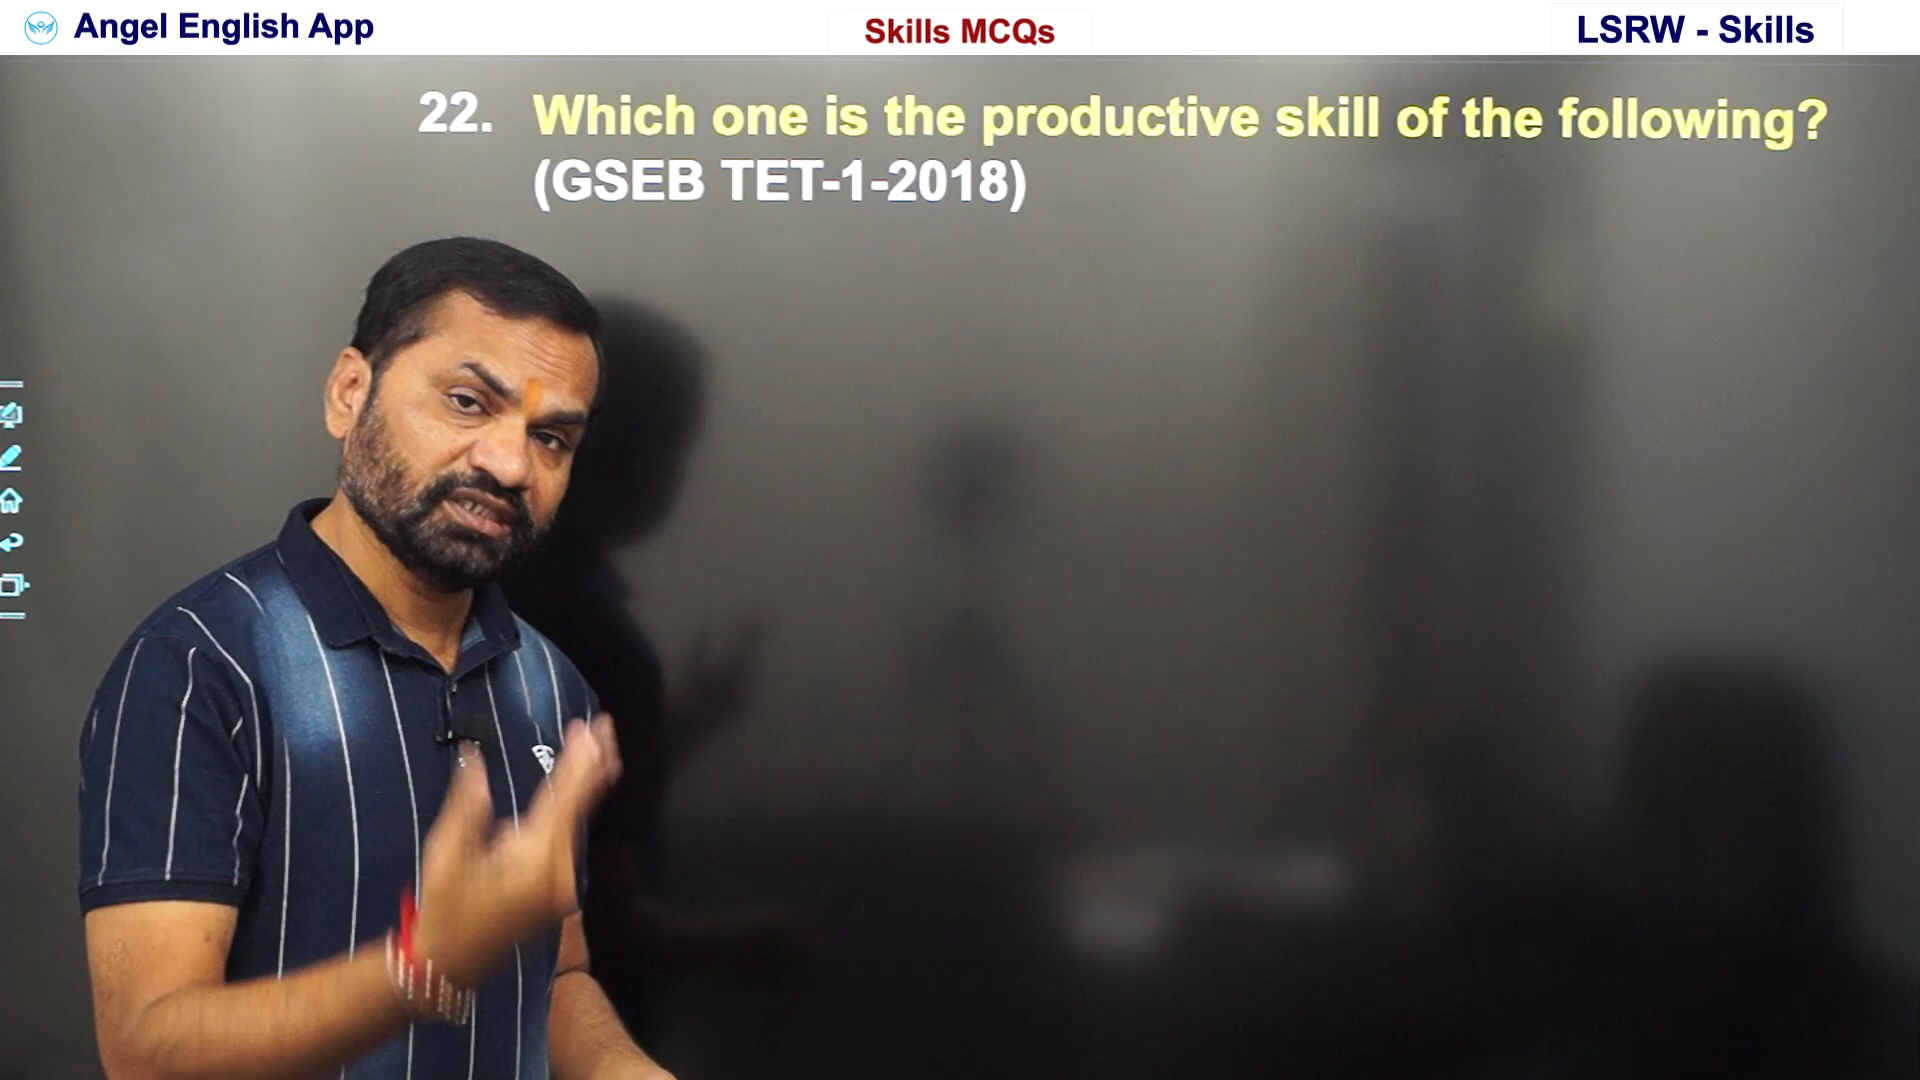 Angel English App
Skills MCQs
LSRW - Skills
22. Which one is the productive skill of the following?
(GSEB TET-1-2018)